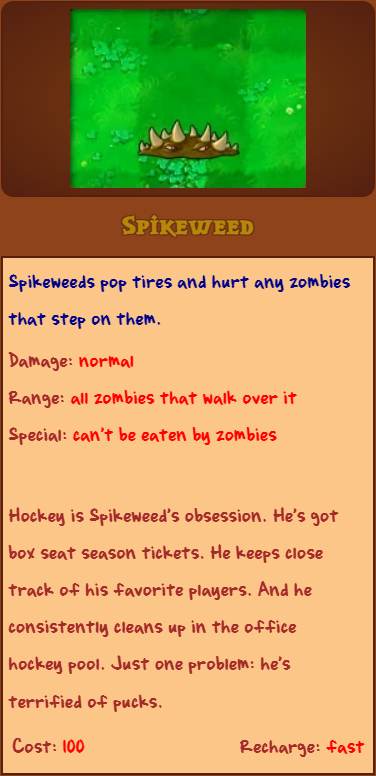 Spikeweed
Spikeweeds pop tires and hurt any zombies
that step on them.
Damage: normal
Range: all zombies that walk over it
Special: can't be eaten by zombies
Hockey is Spikeweed's obsession. He's got
box seat season tickets. He keeps close
track of his favorite players. And he
consistently cleans up in the office
hockey pool. Just one problem: he's
terrified of pucks.
Cost: 100 Recharge: fast